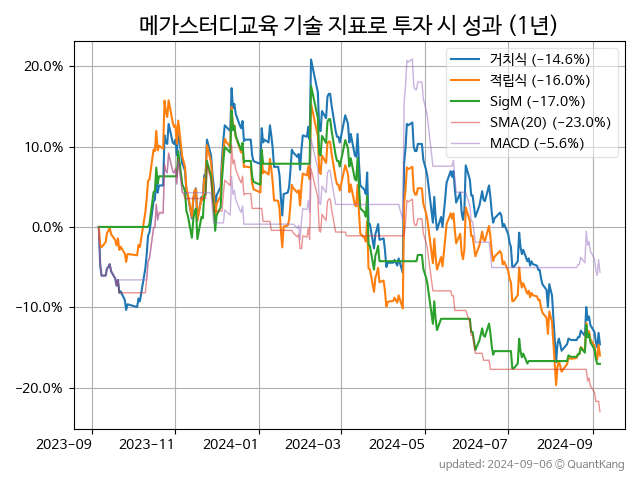 메가스터디교육 기술 지표로 투자 시 성과 (1년)
20.0%
10.0%
0.0%
−10.0%
−20.0%
거치식 (−14.6%)
적립식 (−16.0%)
SigM (−17.0%)
SMA(20) (−23.0%)
MACD (−5.6%)
2023-09
2023-11
2024-01
2024-03
2024-05
2024-07
2024-09
updated: 2024-09-06 © QuantKang